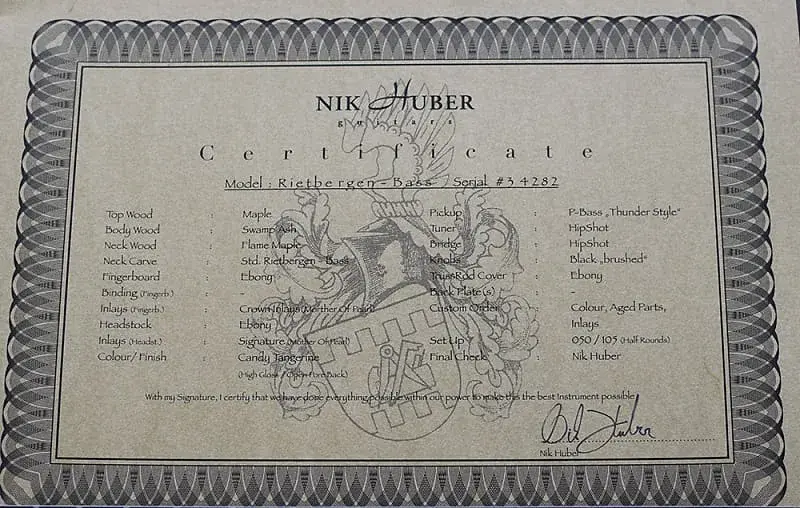 NIK HUBER
guitars
Certificate
Model : Rietbergen - Bass / Serial #3 4282
Top Wood : Maple Pickup : P-Bass „Thunder Style“
Body Wood : Swamp Ash Tuner : HipShot
Neck Wood : Flame Maple Bridge : HipShot
Neck Carve : Std. Rietbergen - Bass Knobs : Black „brushed“
Fingerboard : Ebony TrussRod Cover : Ebony
Binding (Fingerb.) : - Back Plate(s) : -
Inlays (Fingerb.) : Crown Inlays (Mother Of Pearl) Custom Order : Colour, Aged Parts,
Headstock : Ebony Inlays
Inlays (Headst.) : Signature (Mother Of Pearl) Set Up : 050 / 105 (Half Rounds)
Colour/ Finish : Candy Tangerine Final Check : Nik Huber
(High Gloss / Open Pore Back)
With my Signature, I certify that we have done everything possible within our power to make this the best Instrument possible
Nik Huber